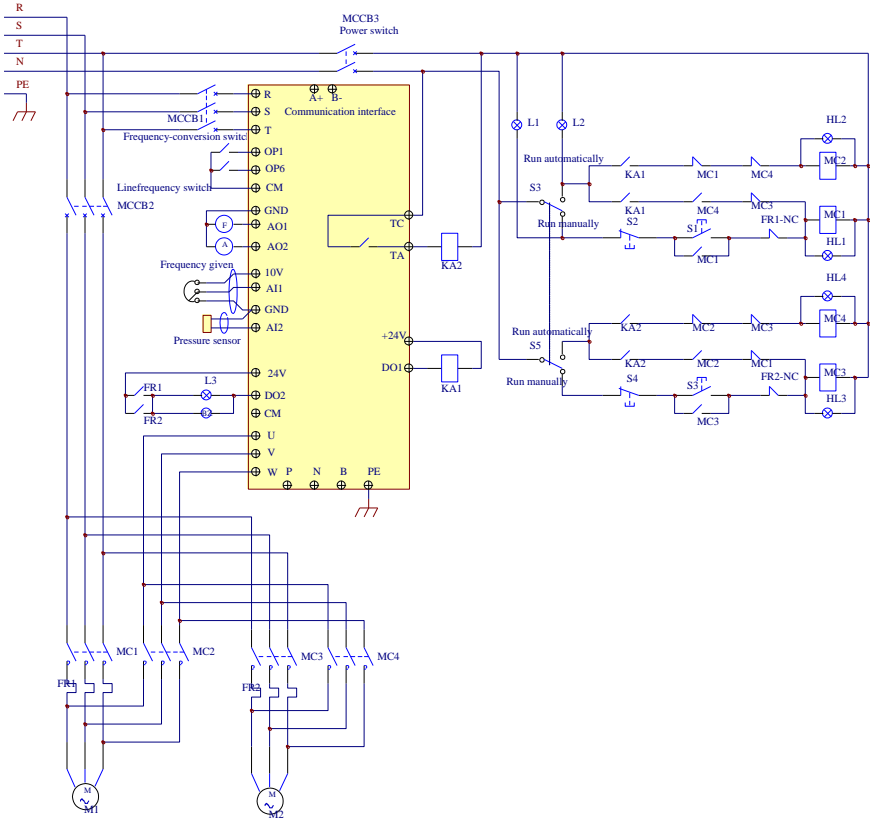 R
S
T
N
PE
MCCB3
Power switch
R
S
T
MCCB1
Frequency-conversion switc
A+ B-
Communication interface
OP1
OP6
CM
Linefrequency switch
MCCB2
GND
AO1
AO2
F
A
TC
TA
KA2
Frequency given
10V
AI1
GND
AI2
Pressure sensor
+24V
DO1
KA1
24V
DO2
CM
FR1
L3
FR2
U
V
W
P
N
B
PE
L1
L2
HL2
Run automatically
KA1
MC1
MC4
MC2
S3
KA1
MC4
MC3
MC1
Run manually
S2
S1
FR1-NC
MC1
HL1
HL4
Run automatically
KA2
MC2
MC3
MC4
S5
KA2
MC2
MC1
MC3
Run manually
S4
S3
FR2-NC
MC3
HL3
MC1
MC2
MC3
MC4
FR1
FR2
M
M1
M
M2